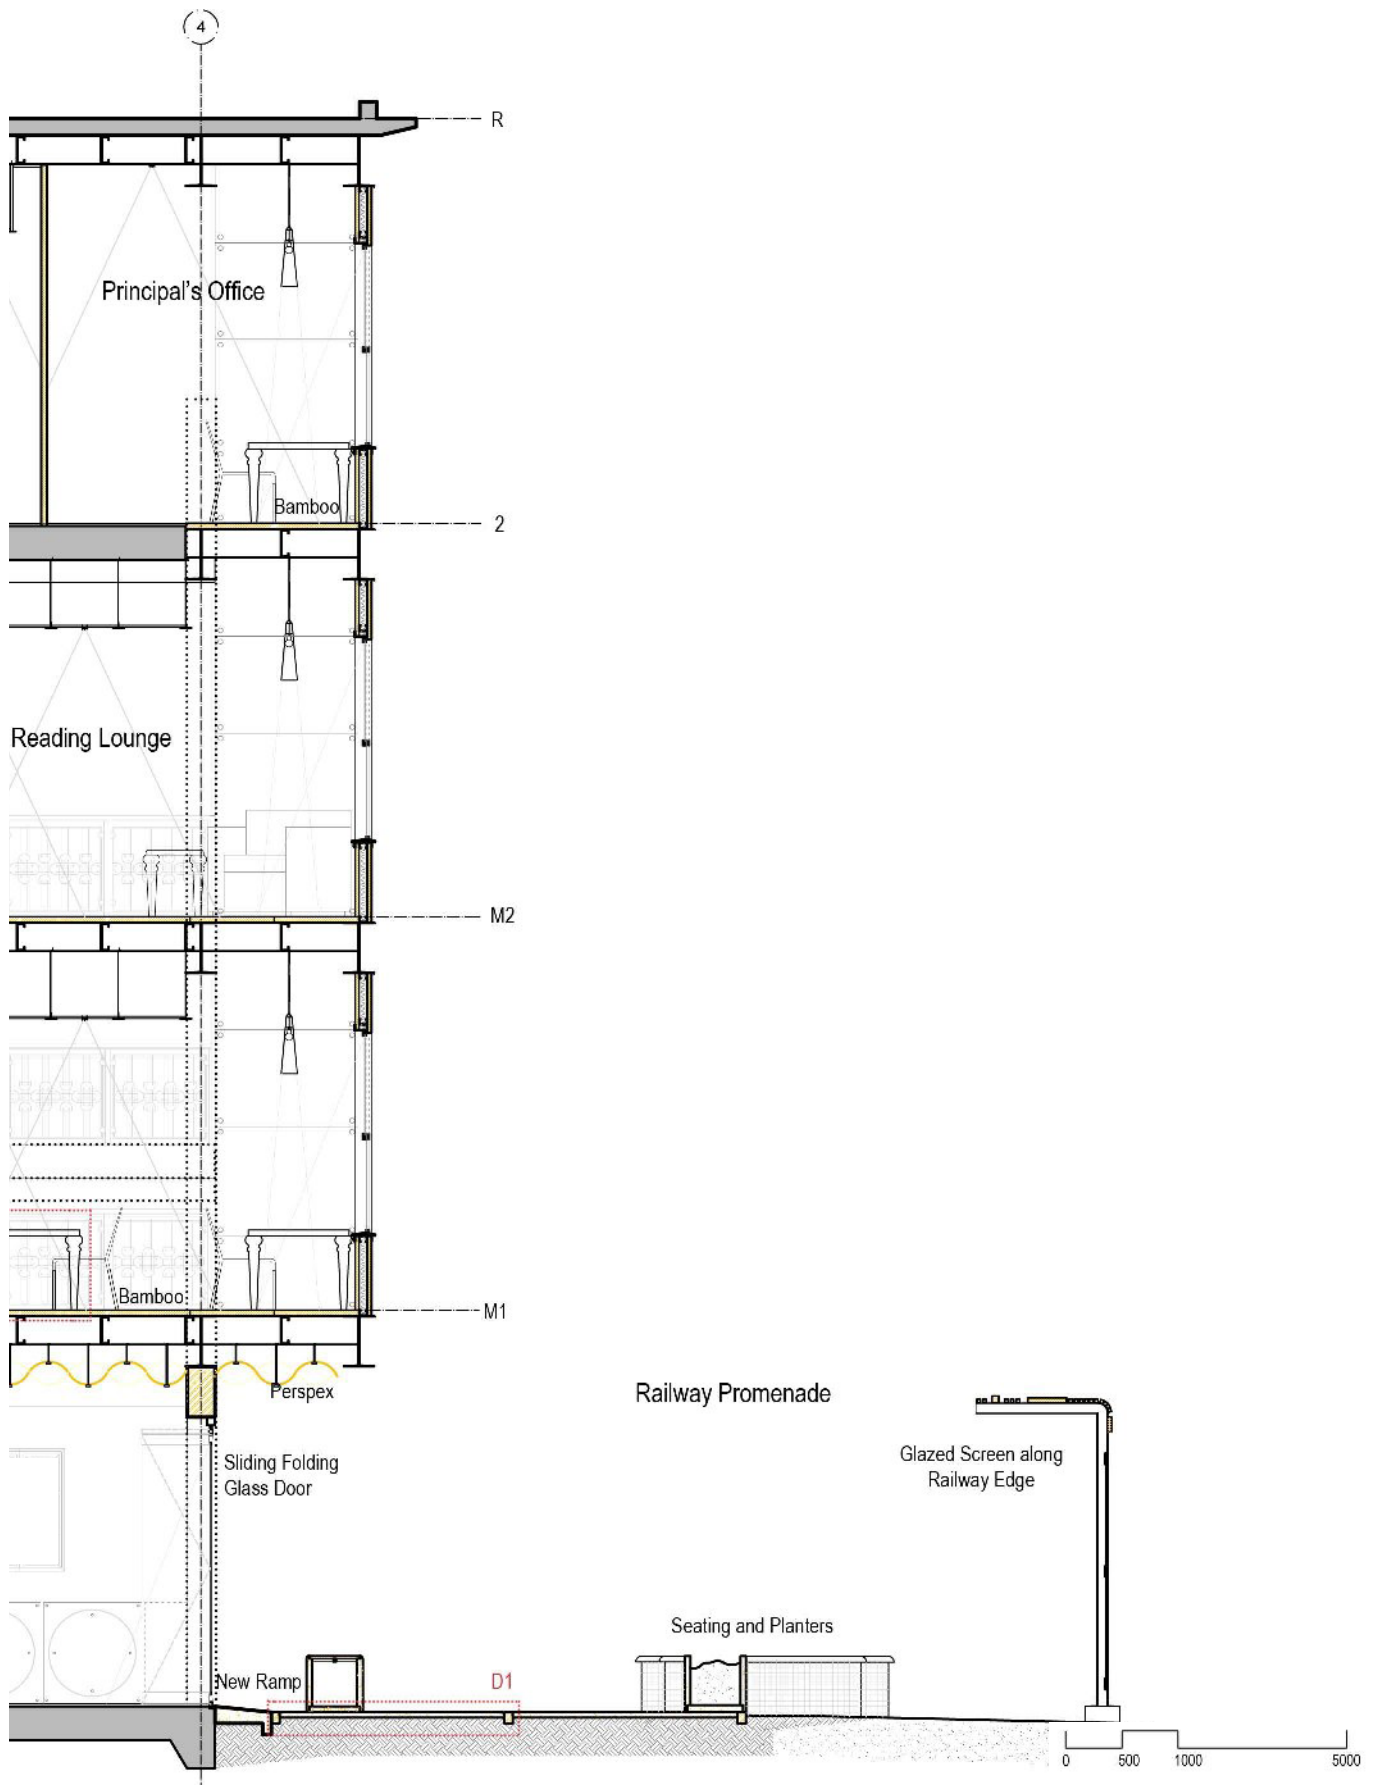 4
R
Principal's Office
Bamboo
2
Reading Lounge
M2
Bamboo
M1
Perspex
Railway Promenade
Sliding Folding
Glass Door
Glazed Screen along
Railway Edge
Seating and Planters
New Ramp
D1
0 500 1000 5000